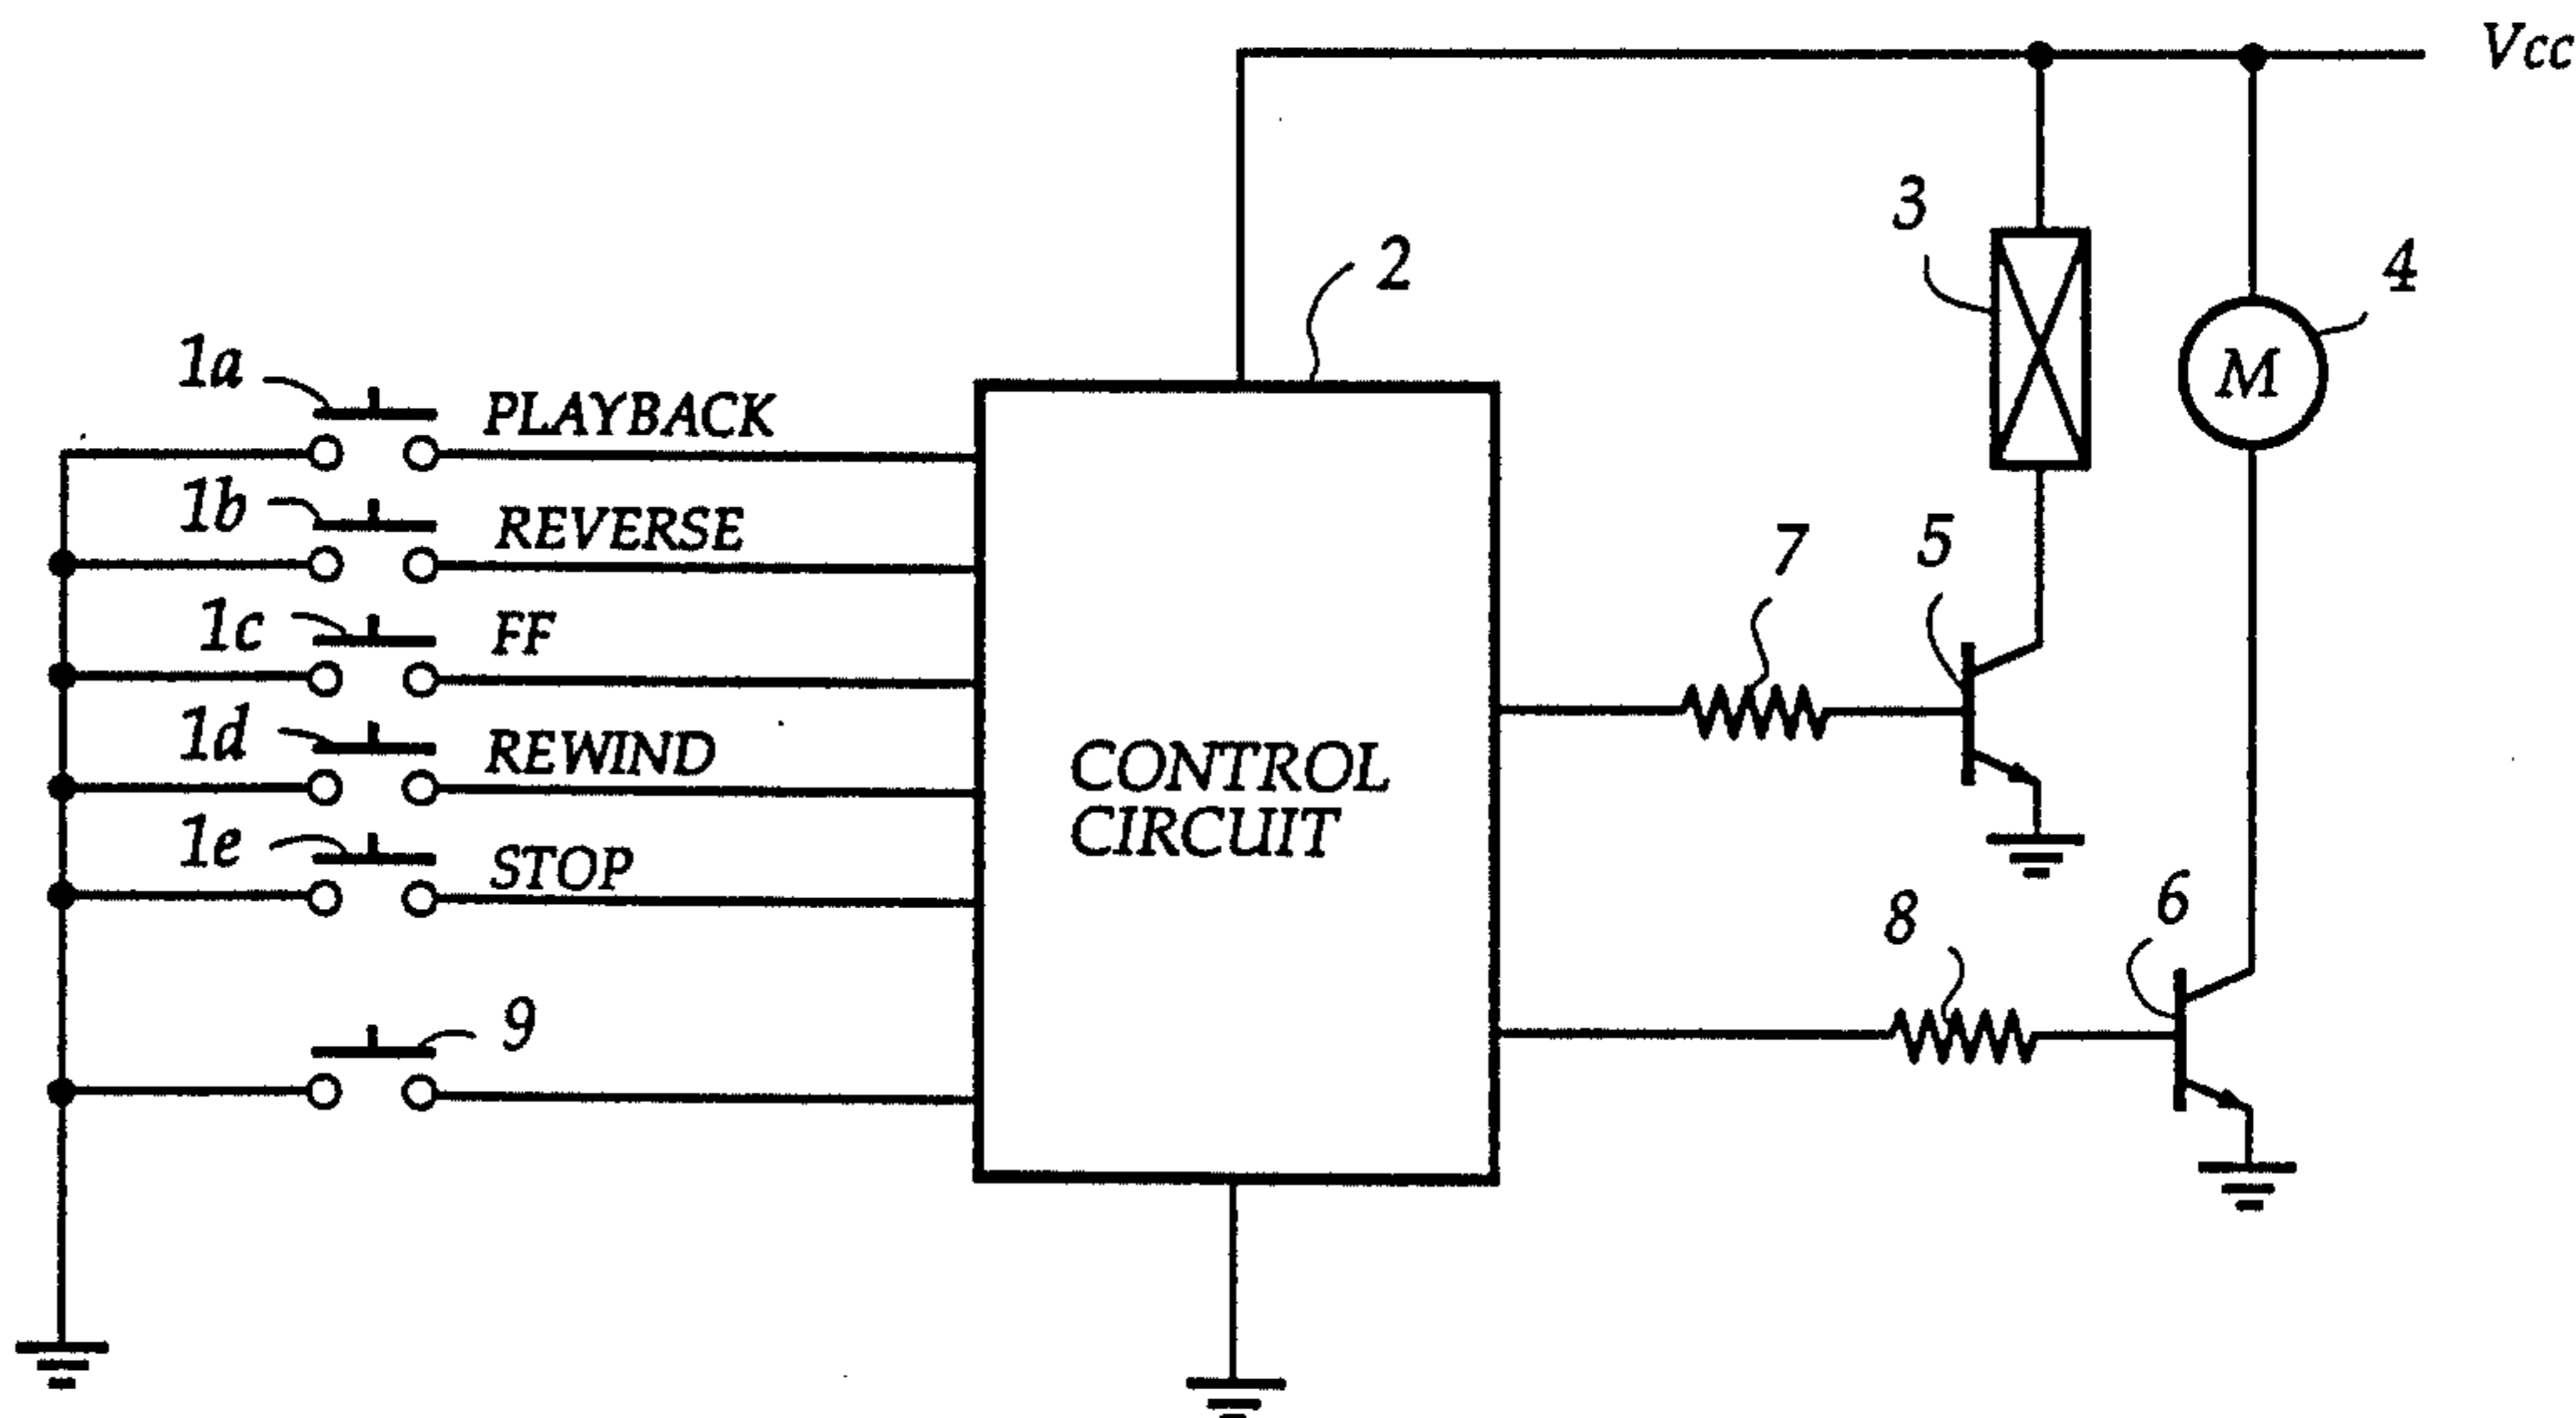 Vcc
3
2
4
M
1a
PLAYBACK
1b
REVERSE
7
5
1c
FF
1d
REWIND
CONTROL
CIRCUIT
1e
STOP
8
6
9